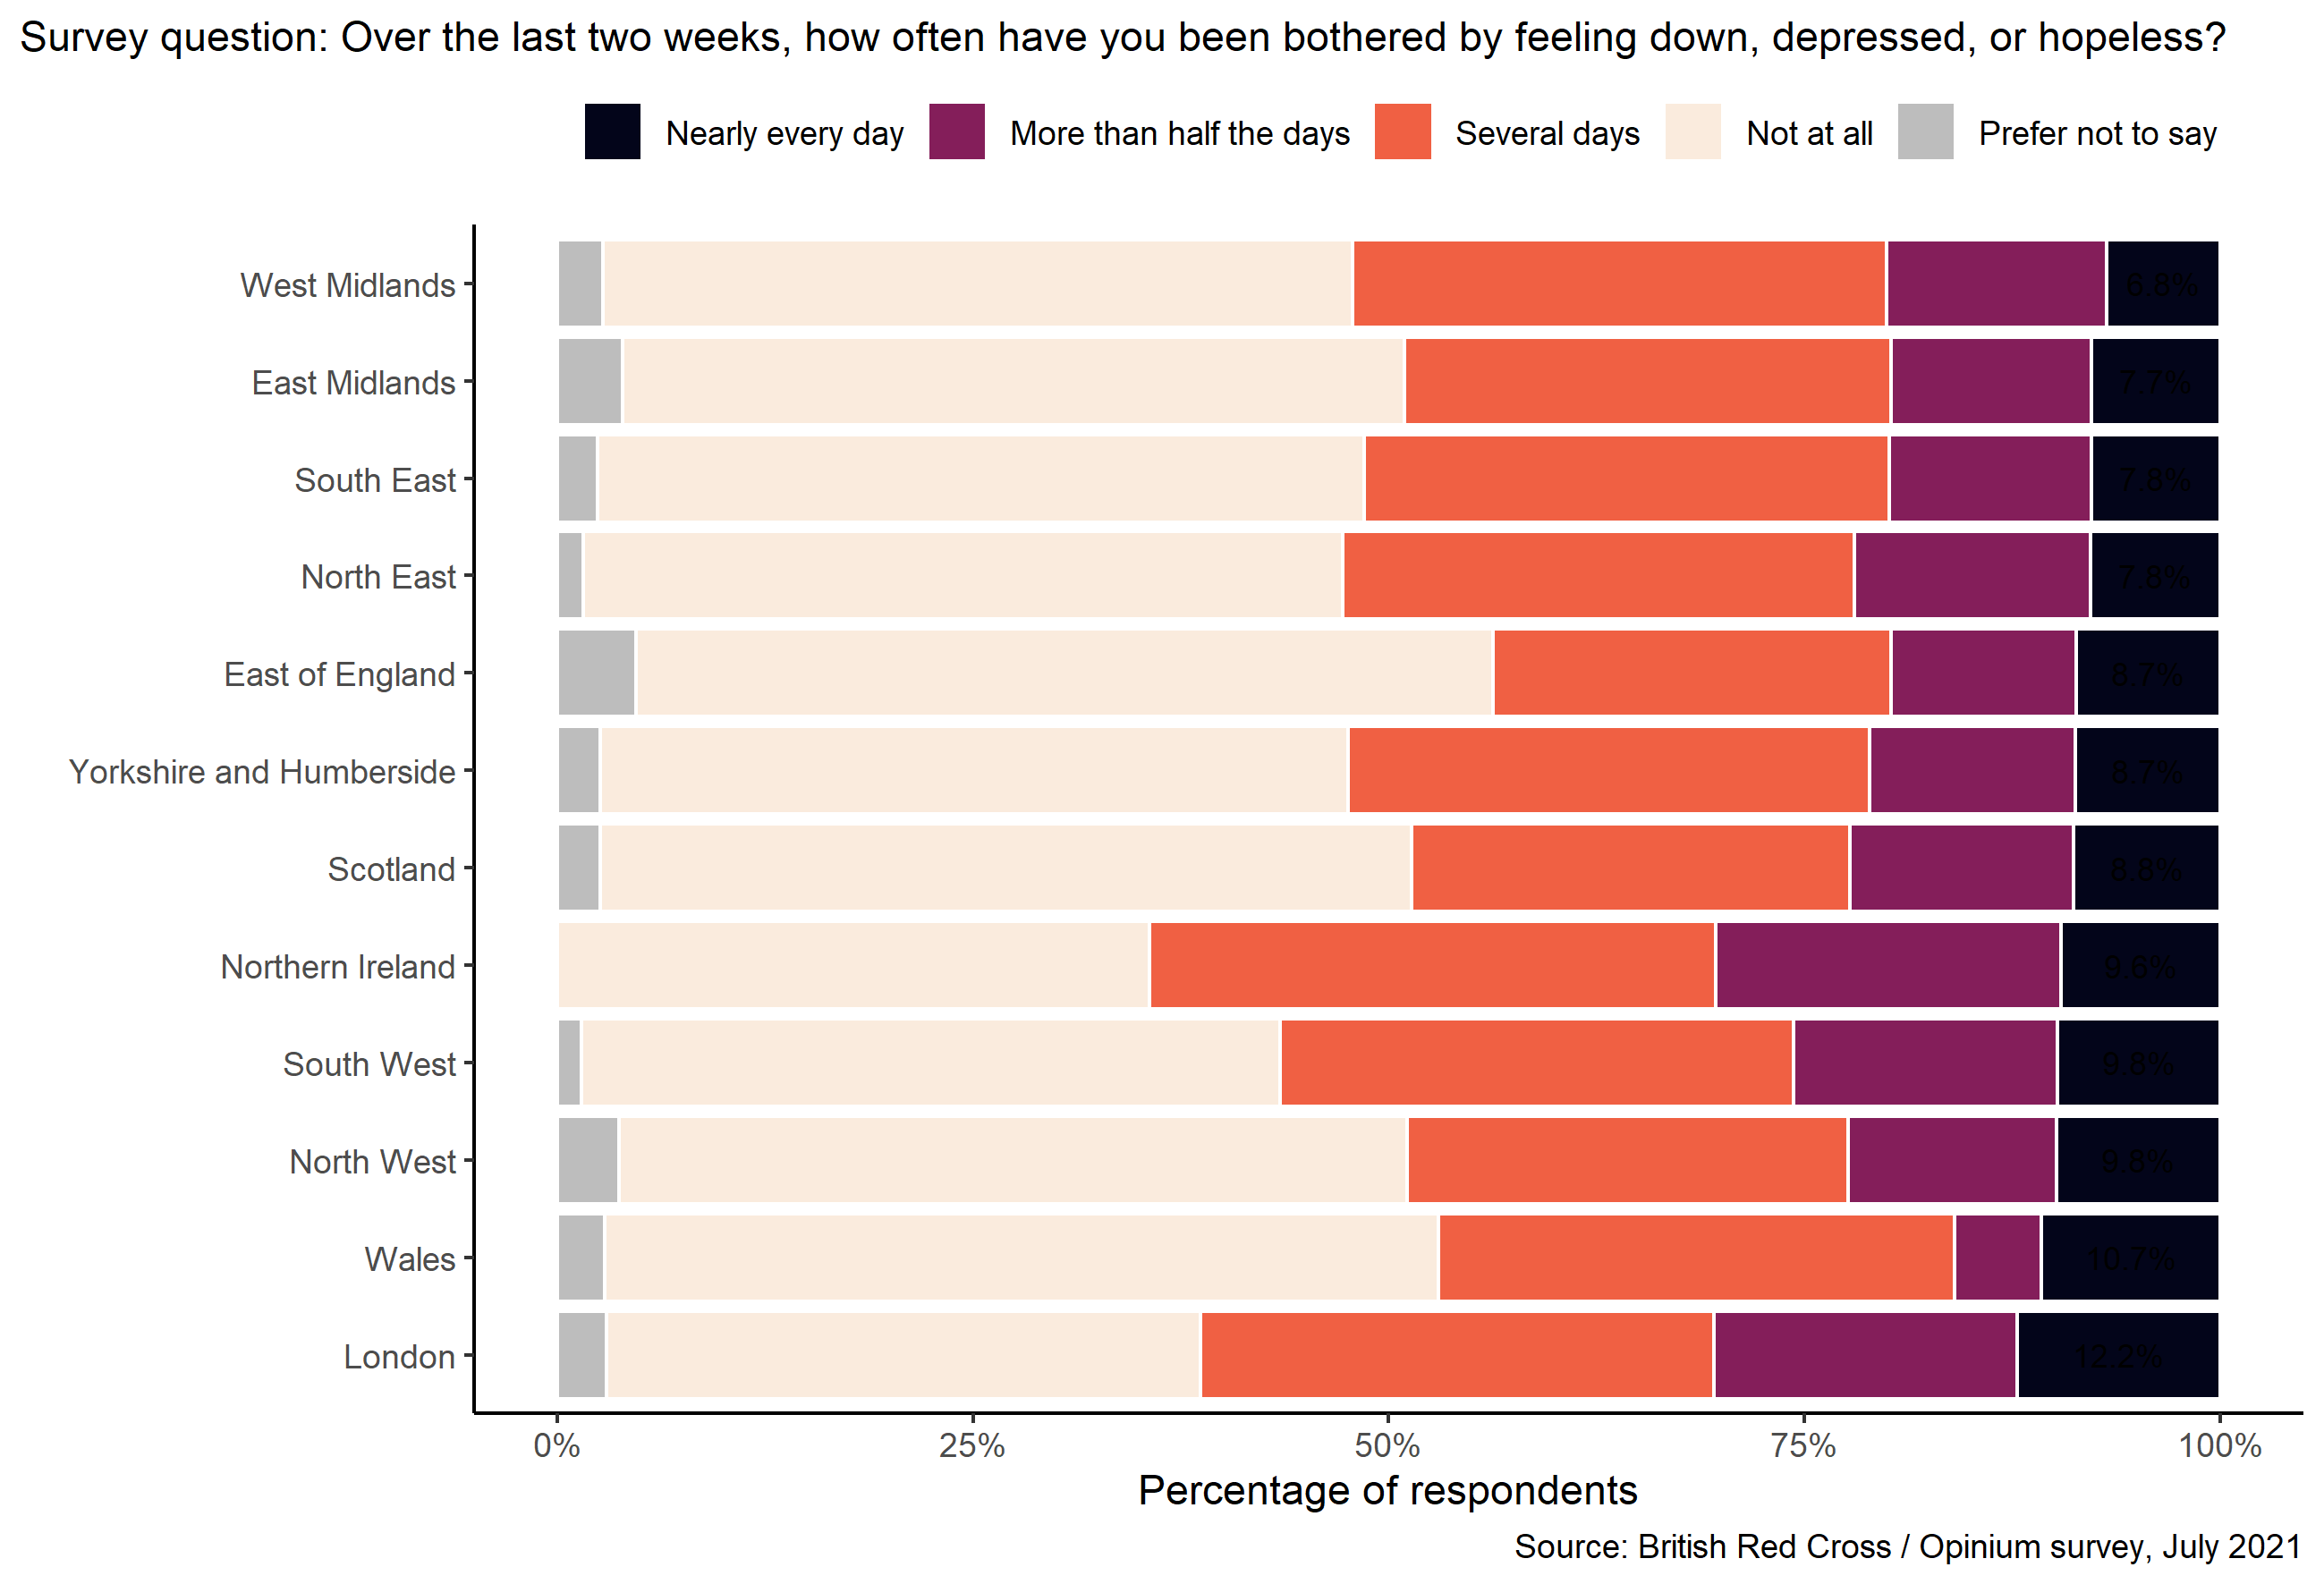 Survey question: Over the last two weeks, how often have you been bothered by feeling down, depressed, or hopeless?
Nearly every day More than half the days Several days Not at all Prefer not to say
West Midlands 6.8%
East Midlands 7.7%
South East 7.8%
North East 7.8%
East of England 8.7%
Yorkshire and Humberside 8.7%
Scotland 8.8%
Northern Ireland 9.6%
South West 9.8%
North West 9.8%
Wales 10.7%
London 12.2%
0% 25% 50% 75% 100%
Percentage of respondents
Source: British Red Cross / Opinium survey, July 2021